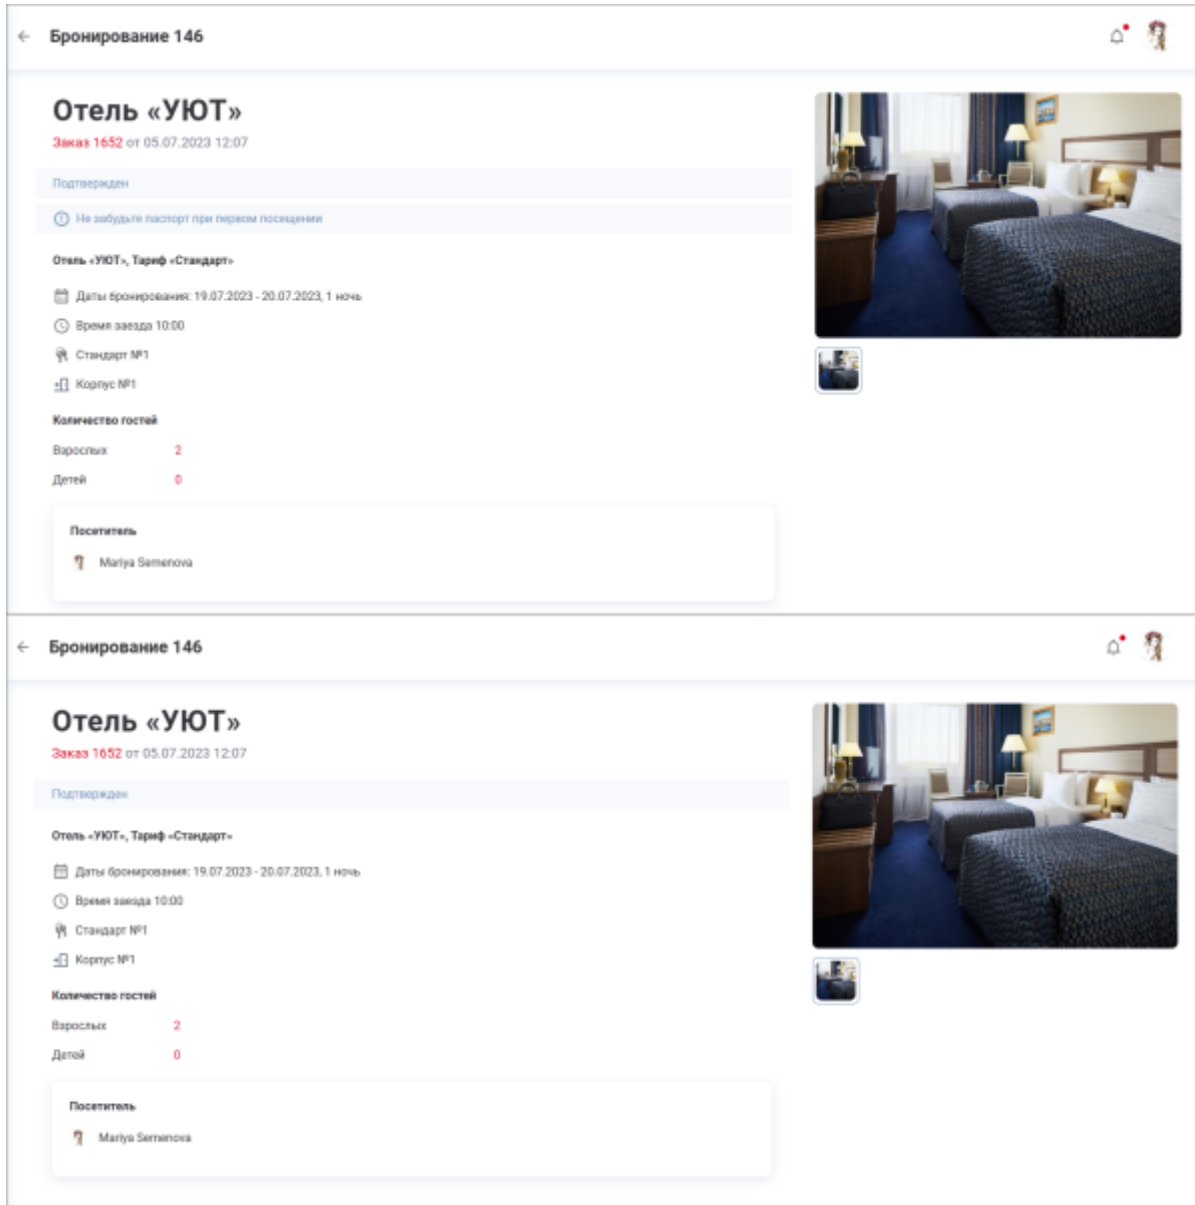 Бронирование 146
Отель «УЮТ»
Заказ 1652 от 05.07.2023 12:07
Подтвержден
Не забудьте паспорт при первом посещении
Отель «УЮТ», Тариф «Стандарт»
Даты бронирования: 19.07.2023 - 20.07.2023, 1 ночь
Время заезда 10:00
Стандарт №1
Корпус №1
Количество гостей
Взрослых 2
Детей 0
Посетитель
Mariya Semenova
Бронирование 146
Отель «УЮТ»
Заказ 1652 от 05.07.2023 12:07
Подтвержден
Отель «УЮТ», Тариф «Стандарт»
Даты бронирования: 19.07.2023 - 20.07.2023, 1 ночь
Время заезда 10:00
Стандарт №1
Корпус №1
Количество гостей
Взрослых 2
Детей 0
Посетитель
Mariya Semenova